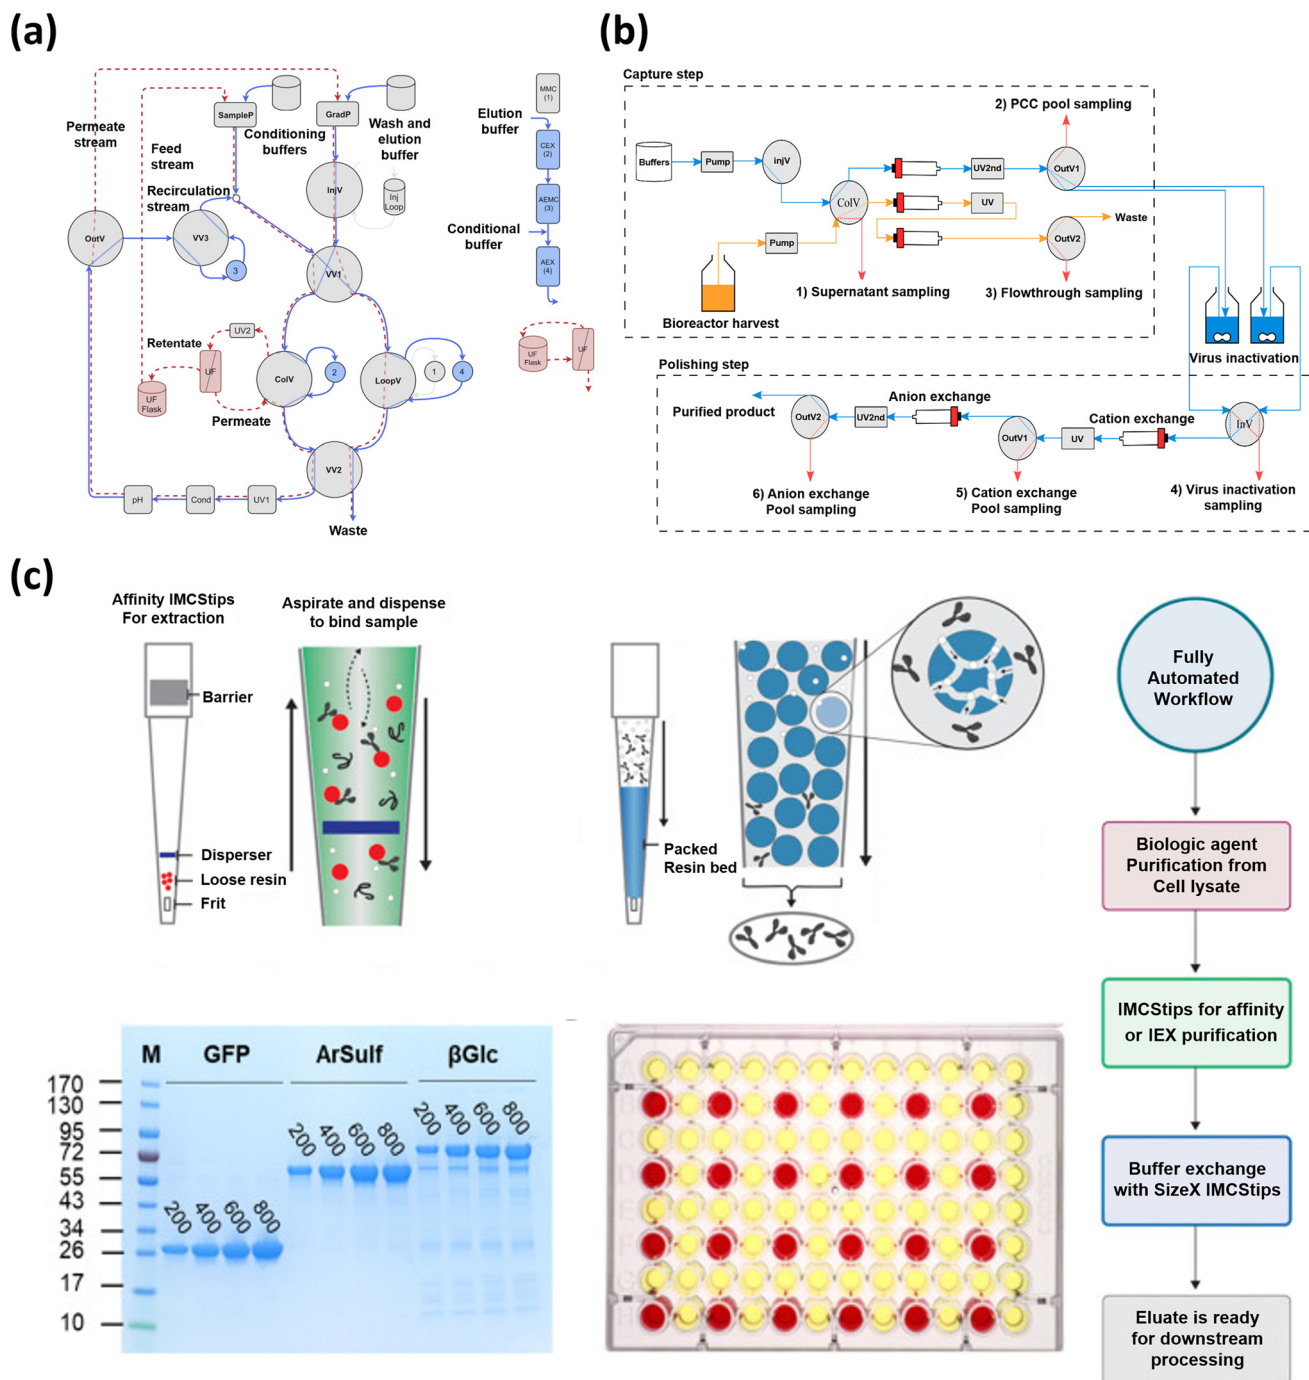 (a)
Permeate
stream
SampleP
GradP
Conditioning
buffers
Wash and
elution
buffer
Feed
stream
Recirculation
stream
InjV
Inj
Loop
OutV
VV3
3
VV1
Retentate
UV2
UF
UF
Flask
ColV
2
LoopV
1
4
Permeate
VV2
pH
Cond
UV1
Waste
MMC
(1)
Elution
buffer
CEX
(2)
AEMC
(3)
Conditional
buffer
AEX
(4)
UF
Flask
UF
(b)
Capture step
2) PCC pool sampling
Buffers
Pump
injV
UV2nd
OutV1
ColV
UV
Waste
Pump
OutV2
1) Supernatant sampling
3) Flowthrough sampling
Bioreactor harvest
Virus inactivation
Polishing step
Purified product
OutV2
UV2nd
Anion exchange
OutV1
UV
Cation exchange
InV
6) Anion exchange
Pool sampling
5) Cation exchange
Pool sampling
4) Virus inactivation
sampling
(c)
Affinity IMCStips
For extraction
Aspirate and dispense
to bind sample
Barrier
Disperser
Loose resin
Frit
Packed
Resin bed
Fully
Automated
Workflow
Biologic agent
Purification from
Cell lysate
IMCStips for affinity
or IEX purification
Buffer exchange
with SizeX IMCStips
Eluate is ready
for downstream
processing
M GFP ArSulf βGlc
170
130
95
72
55
43
34
26
17
10
200 400 600 800
200 400 600 800
200 400 600 800